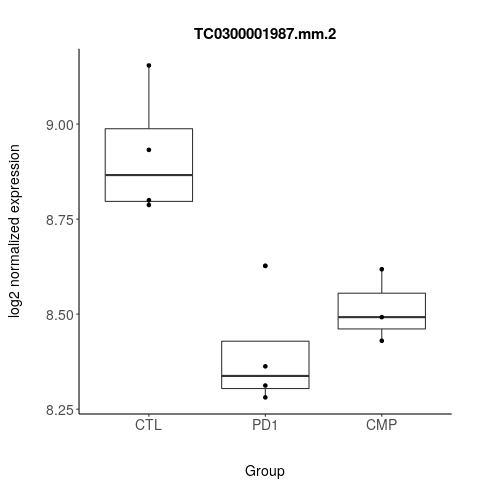 TC0300001987.mm.2
log2 normalized expression
9.00
8.75
8.50
8.25
CTL PD1 CMP
Group